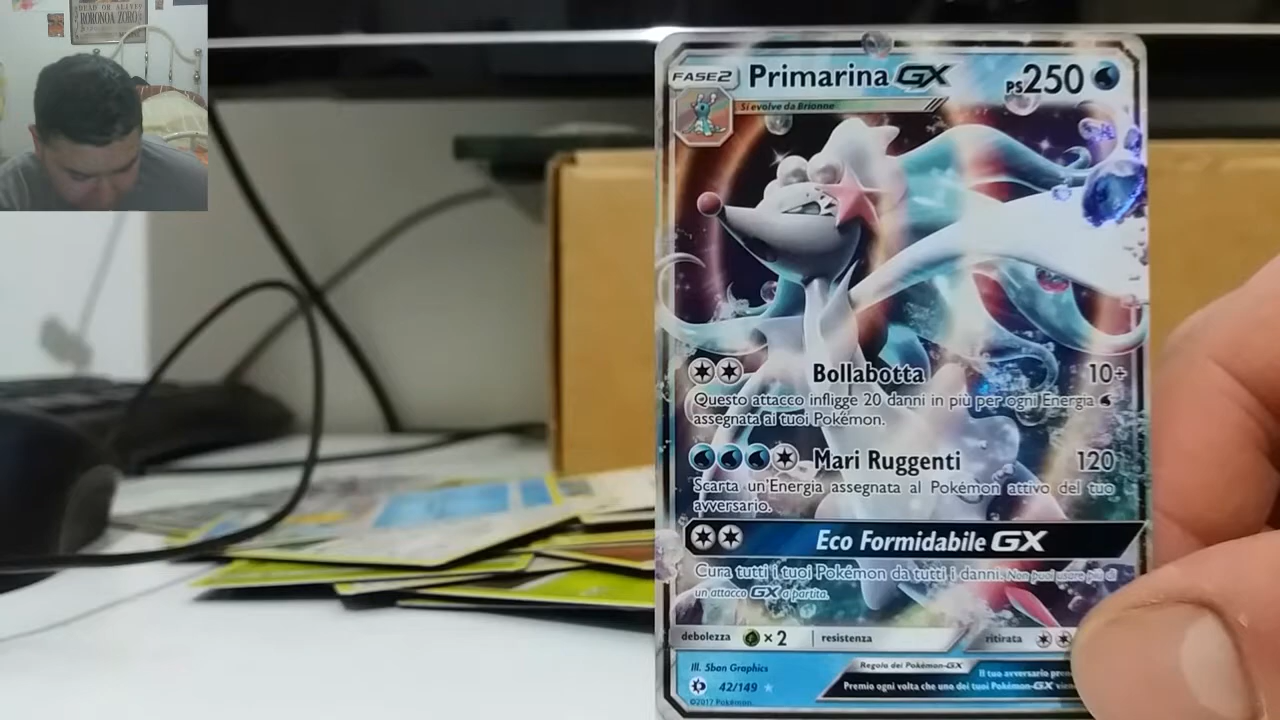 DEAD OR ALIVE
RORONOA ZORO
FASE2 Primarina GX PS250
Si evolve da Brionne
Bollabotta 10+
Questo attacco infligge 20 danni in più per ogni Energia
assegnata ai tuoi Pokémon.
Mari Ruggenti 120
Scarta un'Energia assegnata al Pokémon attivo del tuo
avversario.
Eco Formidabile GX
Cura tutti i tuoi Pokémon da tutti i danni. Non puoi usare più di
un attacco GX a partita.
debolezza ×2 resistenza ritirata
Ill. 5ban Graphics
Regola dei Pokémon-GX
Il tuo avversario
42/149
Premio ogni volta che uno dei tuoi Pokémon-GX
©2017 Pokémon